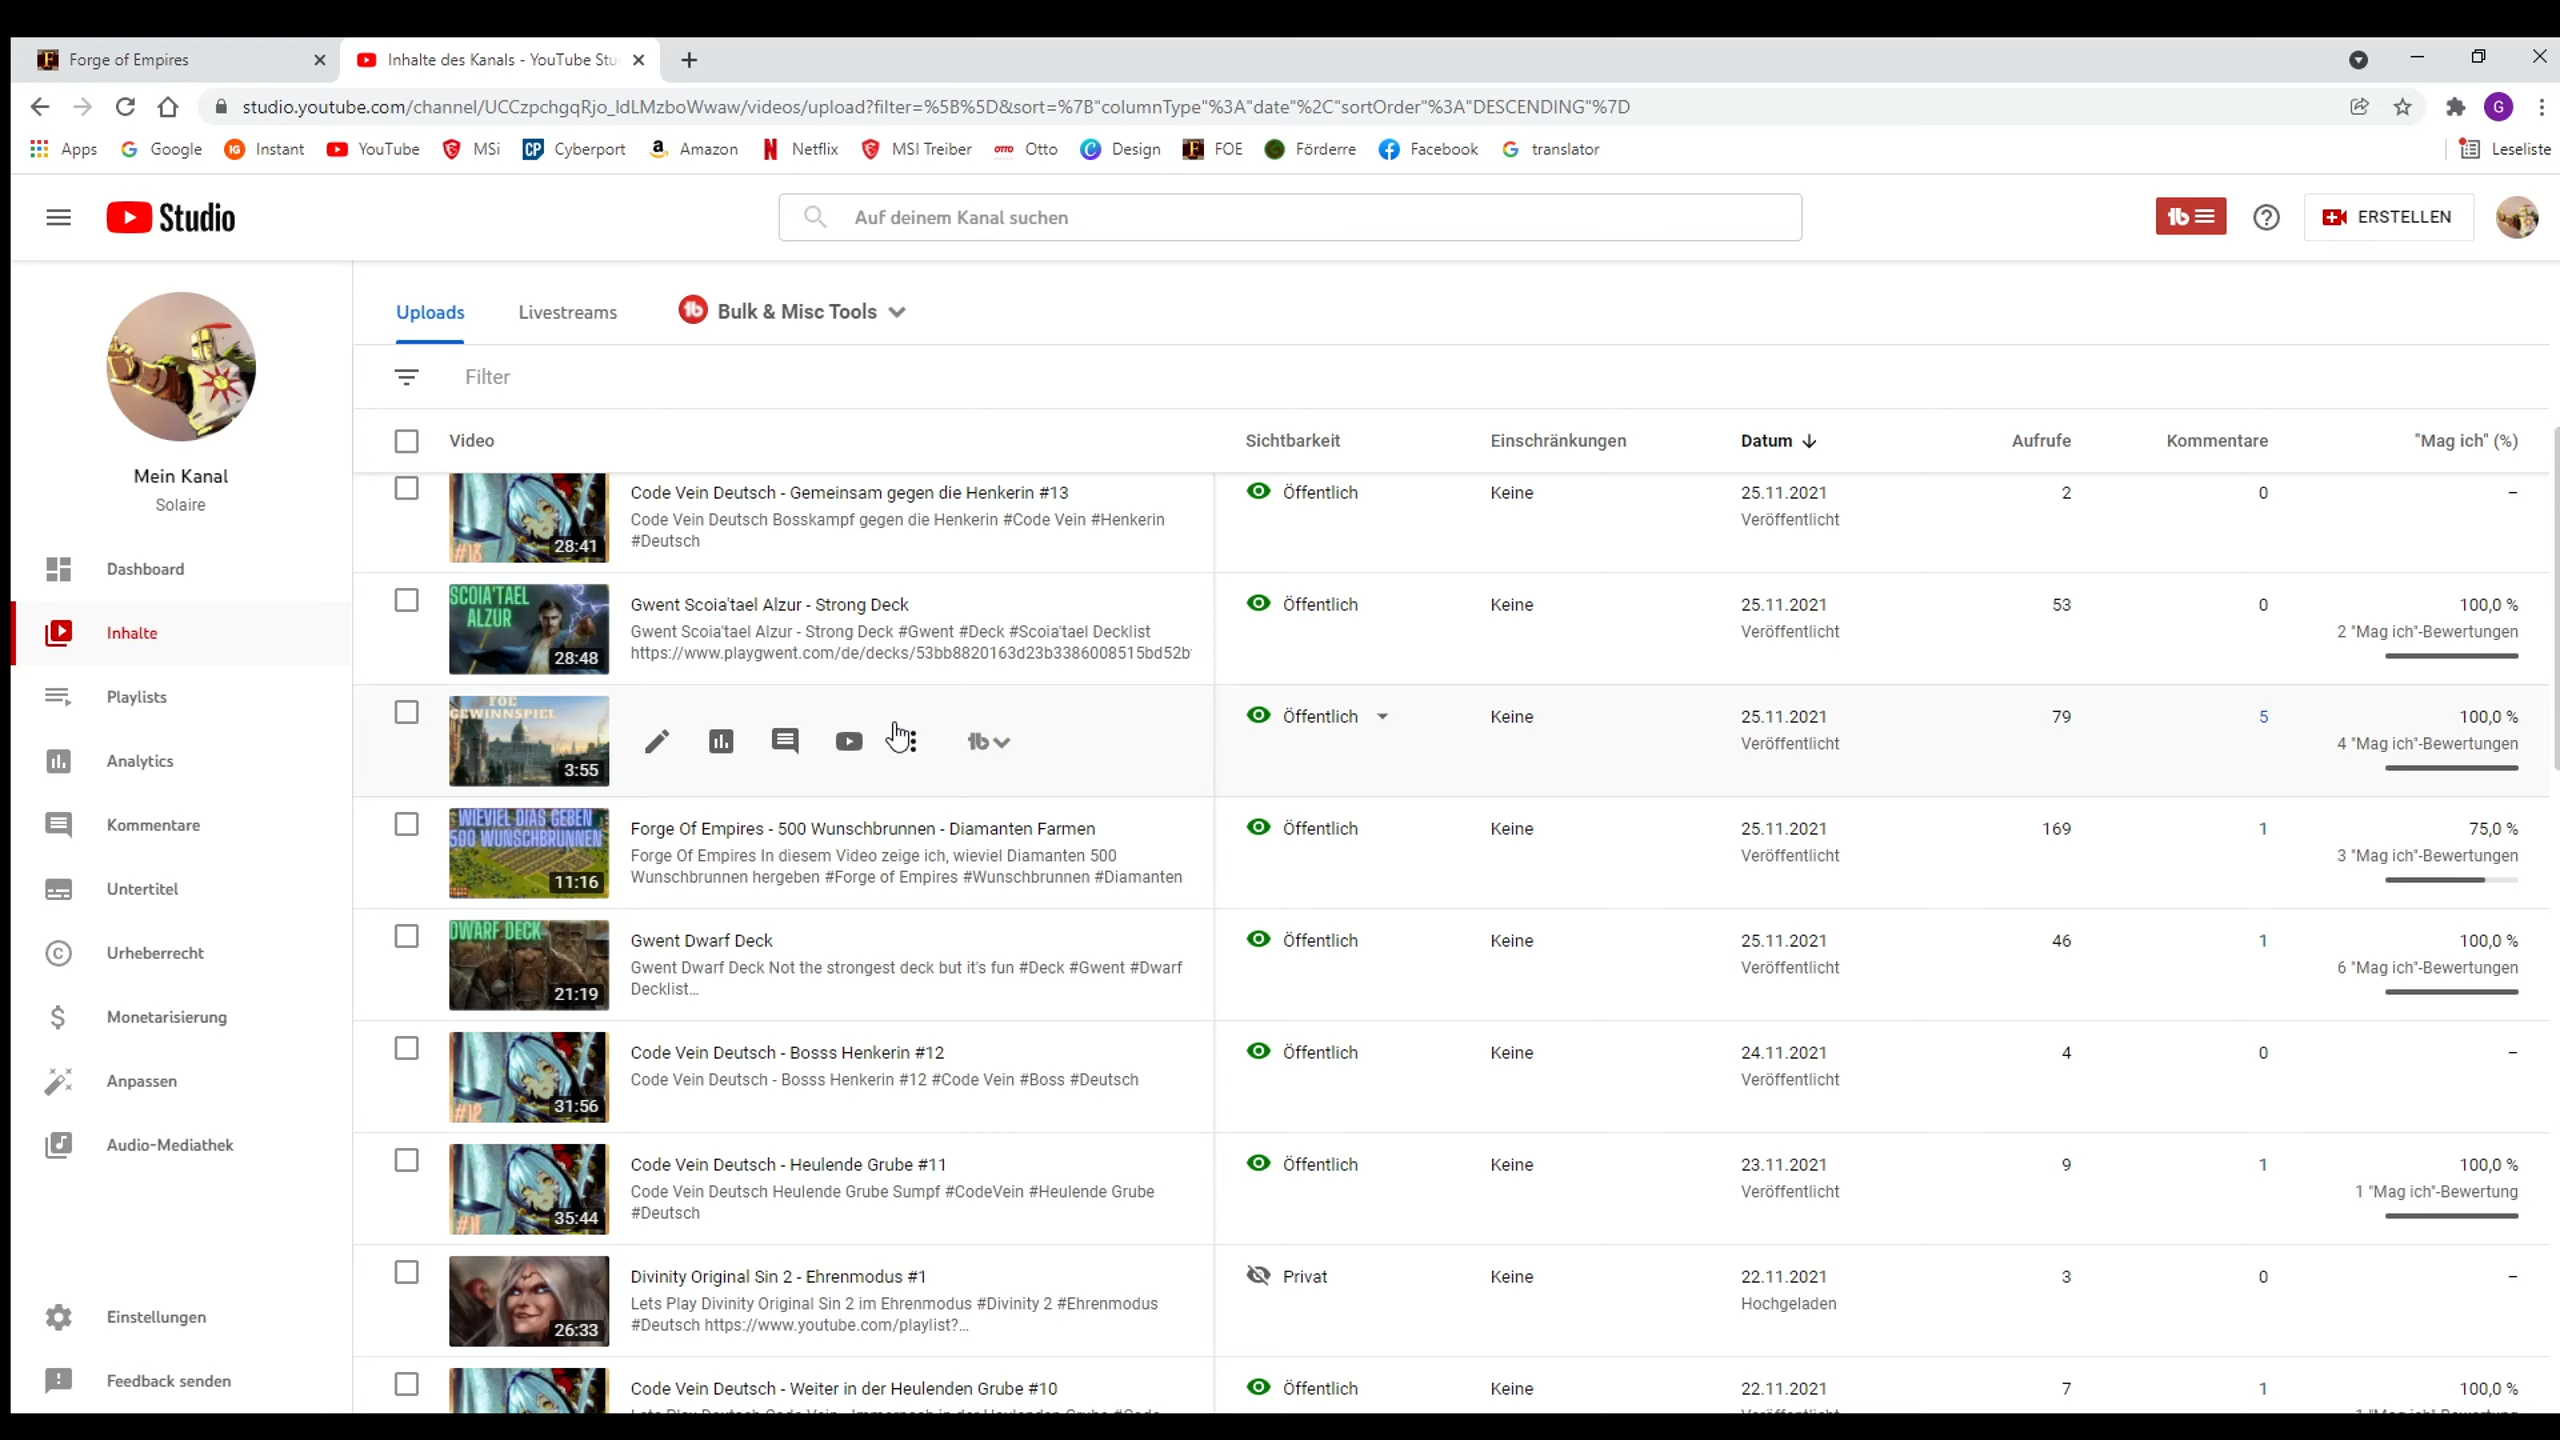 Forge of Empires
Inhalte des Kanals - YouTube Stu
studio.youtube.com/channel/UCCzpchgqRjo_IdLMzboWwaw/videos/upload?filter=%5B%5D&sort=%7B"columnType"%3A"date"%2C"sortOrder"%3A"DESCENDING"%7D
G
Apps Google Instant YouTube MSi Cyberport Amazon Netflix MSI Treiber Otto Design FOE Förderre Facebook translator Leseliste
Studio
Auf deinem Kanal suchen
ERSTELLEN
Mein Kanal
Solaire
Dashboard
Inhalte
Playlists
Analytics
Kommentare
Untertitel
Urheberrecht
Monetarisierung
Anpassen
Audio-Mediathek
Einstellungen
Feedback senden
Uploads Livestreams Bulk & Misc Tools
Filter
Video Sichtbarkeit Einschränkungen Datum Aufrufe Kommentare "Mag ich" (%)
Code Vein Deutsch - Gemeinsam gegen die Henkerin #13 Öffentlich Keine 25.11.2021 2 0 –
Code Vein Deutsch Bosskampf gegen die Henkerin #Code Vein #Henkerin Veröffentlicht
#Deutsch
#13 28:41
SCOIA'TAEL
ALZUR
28:48
Gwent Scoia'tael Alzur - Strong Deck Öffentlich Keine 25.11.2021 53 0 100,0 %
Gwent Scoia'tael Alzur - Strong Deck #Gwent #Deck #Scoia'tael Decklist Veröffentlicht 2 "Mag ich"-Bewertungen
https://www.playgwent.com/de/decks/53bb8820163d23b3386008515bd52b
FOE
GEWINNSPIEL
3:55
Öffentlich Keine 25.11.2021 79 5 100,0 %
Veröffentlicht 4 "Mag ich"-Bewertungen
WIEVIEL DIAS GEBEN
500 WUNSCHBRUNNEN
11:16
Forge Of Empires - 500 Wunschbrunnen - Diamanten Farmen Öffentlich Keine 25.11.2021 169 1 75,0 %
Forge Of Empires In diesem Video zeige ich, wieviel Diamanten 500 Veröffentlicht 3 "Mag ich"-Bewertungen
Wunschbrunnen hergeben #Forge of Empires #Wunschbrunnen #Diamanten
DWARF DECK
21:19
Gwent Dwarf Deck Öffentlich Keine 25.11.2021 46 1 100,0 %
Gwent Dwarf Deck Not the strongest deck but it's fun #Deck #Gwent #Dwarf Veröffentlicht 6 "Mag ich"-Bewertungen
Decklist...
Code Vein Deutsch - Bosss Henkerin #12 Öffentlich Keine 24.11.2021 4 0 –
Code Vein Deutsch - Bosss Henkerin #12 #Code Vein #Boss #Deutsch Veröffentlicht
#12 31:56
Code Vein Deutsch - Heulende Grube #11 Öffentlich Keine 23.11.2021 9 1 100,0 %
Code Vein Deutsch Heulende Grube Sumpf #CodeVein #Heulende Grube Veröffentlicht 1 "Mag ich"-Bewertung
#Deutsch
#11 35:44
Divinity Original Sin 2 - Ehrenmodus #1 Privat Keine 22.11.2021 3 0 –
Lets Play Divinity Original Sin 2 im Ehrenmodus #Divinity 2 #Ehrenmodus Hochgeladen
#Deutsch https://www.youtube.com/playlist?...
26:33
Code Vein Deutsch - Weiter in der Heulenden Grube #10 Öffentlich Keine 22.11.2021 7 1 100,0 %